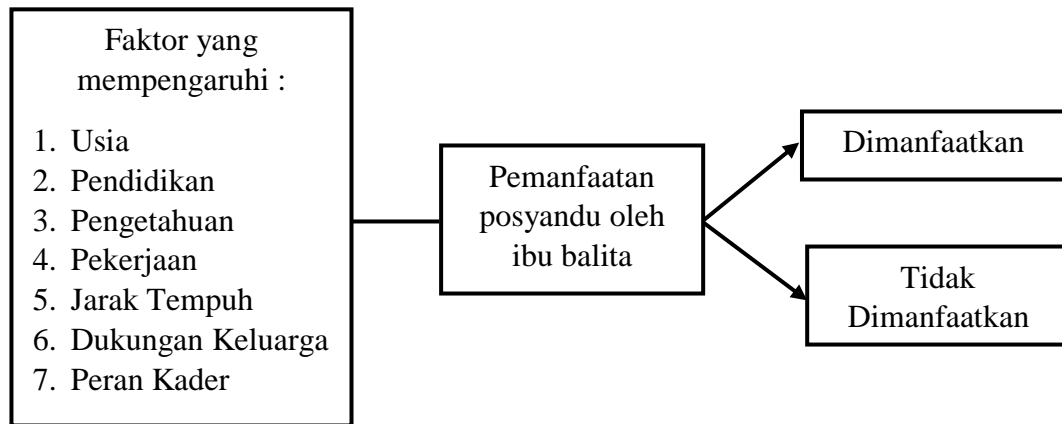 Faktor yang
mempengaruhi :
1. Usia
2. Pendidikan
3. Pengetahuan
4. Pekerjaan
5. Jarak Tempuh
6. Dukungan Keluarga
7. Peran Kader
Pemanfaatan
posyandu oleh
ibu balita
Dimanfaatkan
Tidak
Dimanfaatkan